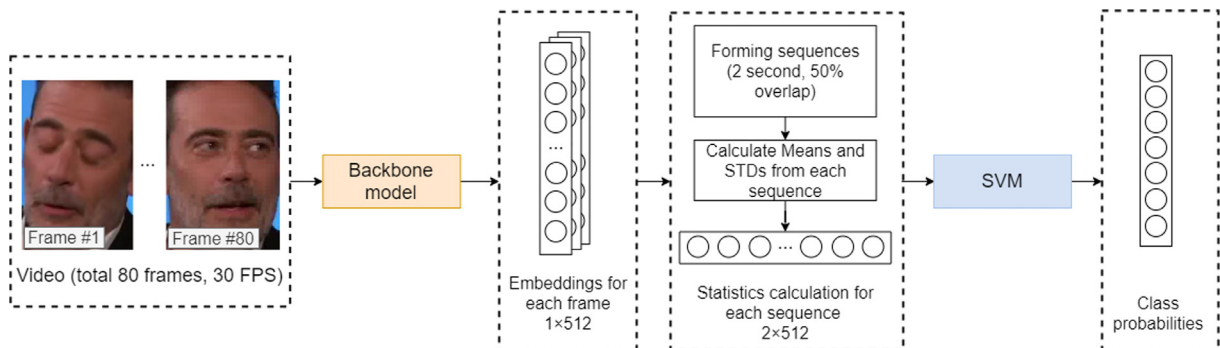 Frame #1
...
Frame #80
Video (total 80 frames, 30 FPS)
Backbone
model
...
Embeddings for
each frame
1×512
Forming sequences
(2 second, 50%
overlap)
Calculate Means and
STDs from each
sequence
...
Statistics calculation for
each sequence
2×512
SVM
Class
probabilities